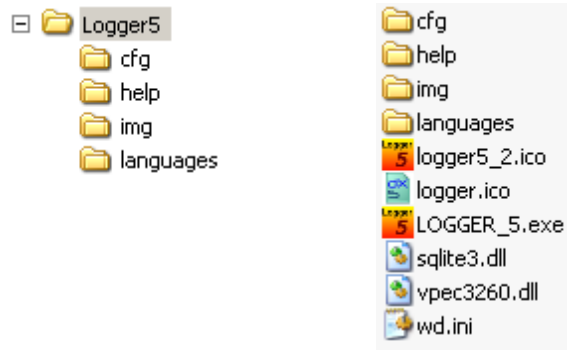 Logger5
cfg
help
img
languages
cfg
help
img
languages
logger5_2.ico
logger.ico
LOGGER_5.exe
sqlite3.dll
vpec3260.dll
wd.ini